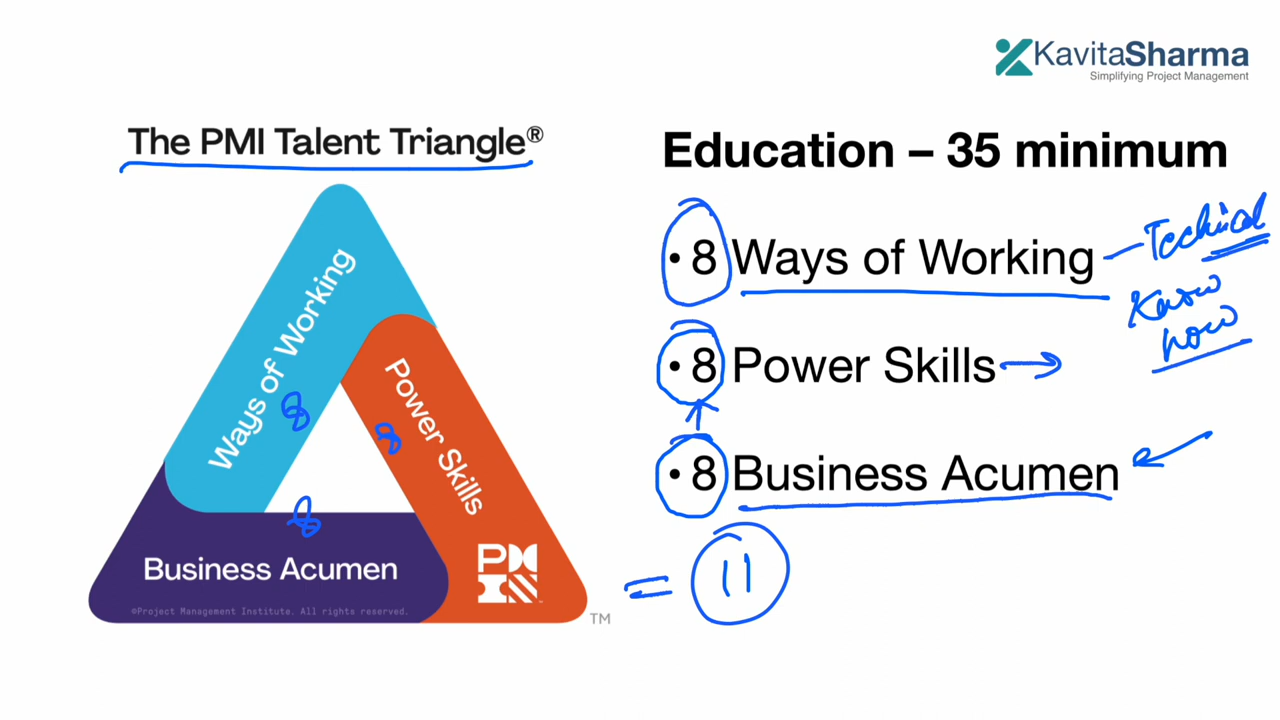 KavitaSharma
Simplifying Project Management
The PMI Talent Triangle®
Ways of Working
Power Skills
Business Acumen
©Project Management Institute. All rights reserved.
PMI
TM
8
8
8
Education – 35 minimum
• 8 Ways of Working
Technical
Know
how
• 8 Power Skills
• 8 Business Acumen
= 11